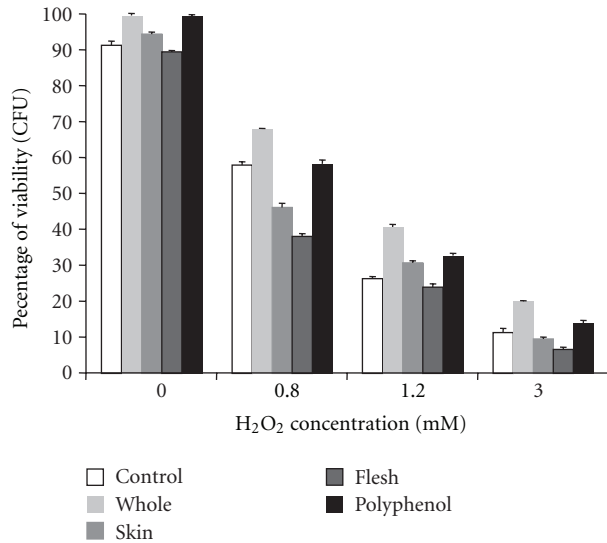 100
90
80
70
60
50
40
30
20
10
0
Pecentage of viability (CFU)
0 0.8 1.2 3
H₂O₂ concentration (mM)
Control
Whole
Skin
Flesh
Polyphenol